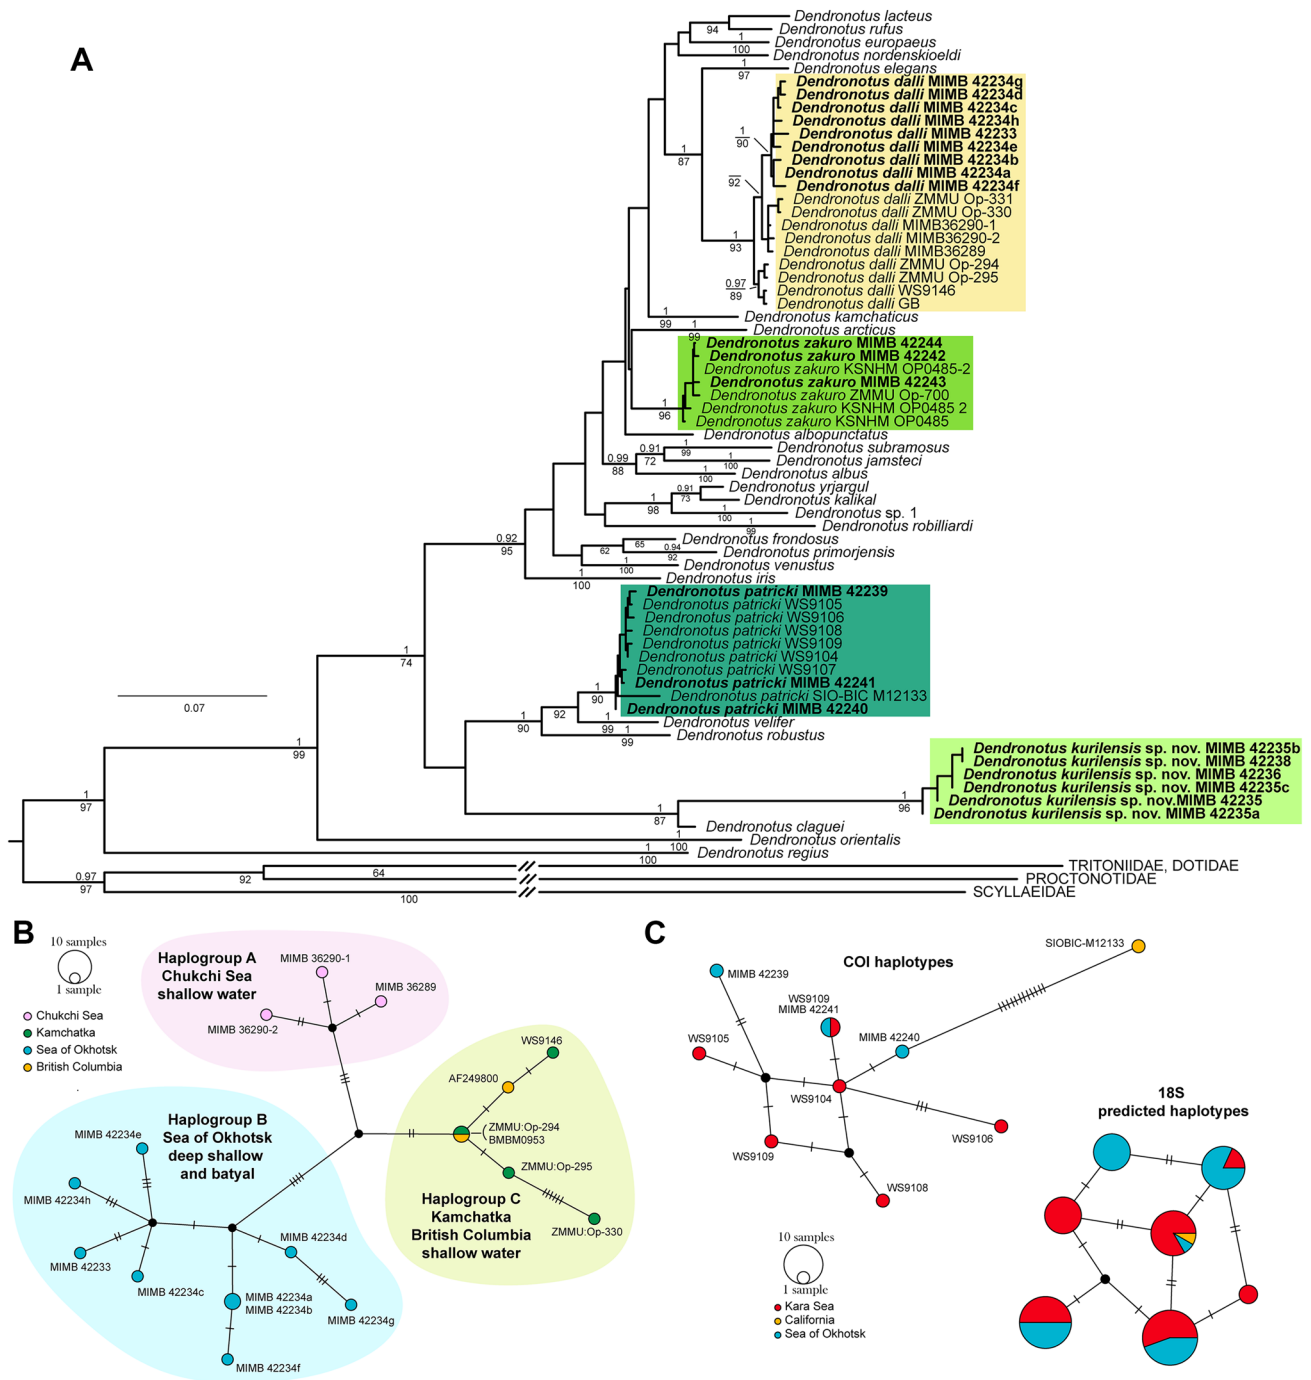 A
Dendronotus lacteus
94
Dendronotus rufus
1
Dendronotus europaeus
100
Dendronotus nordenskioeldi
1
Dendronotus elegans
97
Dendronotus dalli MIMB 42234g
Dendronotus dalli MIMB 42234d
Dendronotus dalli MIMB 42234c
Dendronotus dalli MIMB 42234h
1
90
Dendronotus dalli MIMB 42233
Dendronotus dalli MIMB 42234e
1
87
Dendronotus dalli MIMB 42234b
Dendronotus dalli MIMB 42234a
92
Dendronotus dalli MIMB 42234f
Dendronotus dalli ZMMU Op-331
Dendronotus dalli ZMMU Op-330
Dendronotus dalli MIMB36290-1
1
93
Dendronotus dalli MIMB36290-2
Dendronotus dalli MIMB36289
Dendronotus dalli ZMMU Op-294
Dendronotus dalli ZMMU Op-295
0.97
89
Dendronotus dalli WS9146
Dendronotus dalli GB
1
99
Dendronotus kamchaticus
1
99
Dendronotus arcticus
Dendronotus zakuro MIMB 42244
Dendronotus zakuro MIMB 42242
Dendronotus zakuro KSNHM OP0485-2
Dendronotus zakuro MIMB 42243
Dendronotus zakuro ZMMU Op-700
1
96
Dendronotus zakuro KSNHM OP0485 2
Dendronotus zakuro KSNHM OP0485
Dendronotus albopunctatus
1
99
Dendronotus subramosus
0.91
72
1
100
Dendronotus jamsteci
0.99
88
1
100
Dendronotus albus
0.91
73
Dendronotus yrjargul
Dendronotus kalikal
1
98
1
100
Dendronotus sp. 1
1
99
Dendronotus robilliardi
0.92
95
65
Dendronotus frondosus
62
0.94
92
Dendronotus primorjensis
1
100
Dendronotus venustus
1
100
Dendronotus iris
Dendronotus patricki MIMB 42239
Dendronotus patricki WS9105
Dendronotus patricki WS9106
Dendronotus patricki WS9108
Dendronotus patricki WS9109
Dendronotus patricki WS9104
1
74
Dendronotus patricki WS9107
Dendronotus patricki MIMB 42241
1
90
Dendronotus patricki SIO-BIC M12133
Dendronotus patricki MIMB 42240
0.07
92
1
90
1
99
Dendronotus velifer
1
99
Dendronotus robustus
1
99
Dendronotus kurilensis sp. nov. MIMB 42235b
Dendronotus kurilensis sp. nov. MIMB 42238
Dendronotus kurilensis sp. nov. MIMB 42236
Dendronotus kurilensis sp. nov. MIMB 42235c
1
97
1
96
Dendronotus kurilensis sp. nov.MIMB 42235
Dendronotus kurilensis sp. nov. MIMB 42235a
1
87
Dendronotus claguei
1
100
Dendronotus orientalis
1
100
Dendronotus regius
TRITONIIDAE, DOTIDAE
0.97
97
92
64
PROCTONOTIDAE
100
SCYLLAEIDAE
B
10 samples
1 sample
Chukchi Sea
Kamchatka
Sea of Okhotsk
British Columbia
Haplogroup A
Chukchi Sea
shallow water
MIMB 36290-1
MIMB 36289
MIMB 36290-2
WS9146
AF249800
ZMMU:Op-294
BMBM0953
ZMMU:Op-295
ZMMU:Op-330
Haplogroup C
Kamchatka
British Columbia
shallow water
Haplogroup B
Sea of Okhotsk
deep shallow
and batyal
MIMB 42234e
MIMB 42234h
MIMB 42233
MIMB 42234c
MIMB 42234d
MIMB 42234a
MIMB 42234b
MIMB 42234g
MIMB 42234f
C
COI haplotypes
SIOBIC-M12133
MIMB 42239
WS9109
MIMB 42241
WS9105
MIMB 42240
WS9104
WS9106
WS9109
WS9108
10 samples
1 sample
Kara Sea
California
Sea of Okhotsk
18S
predicted haplotypes